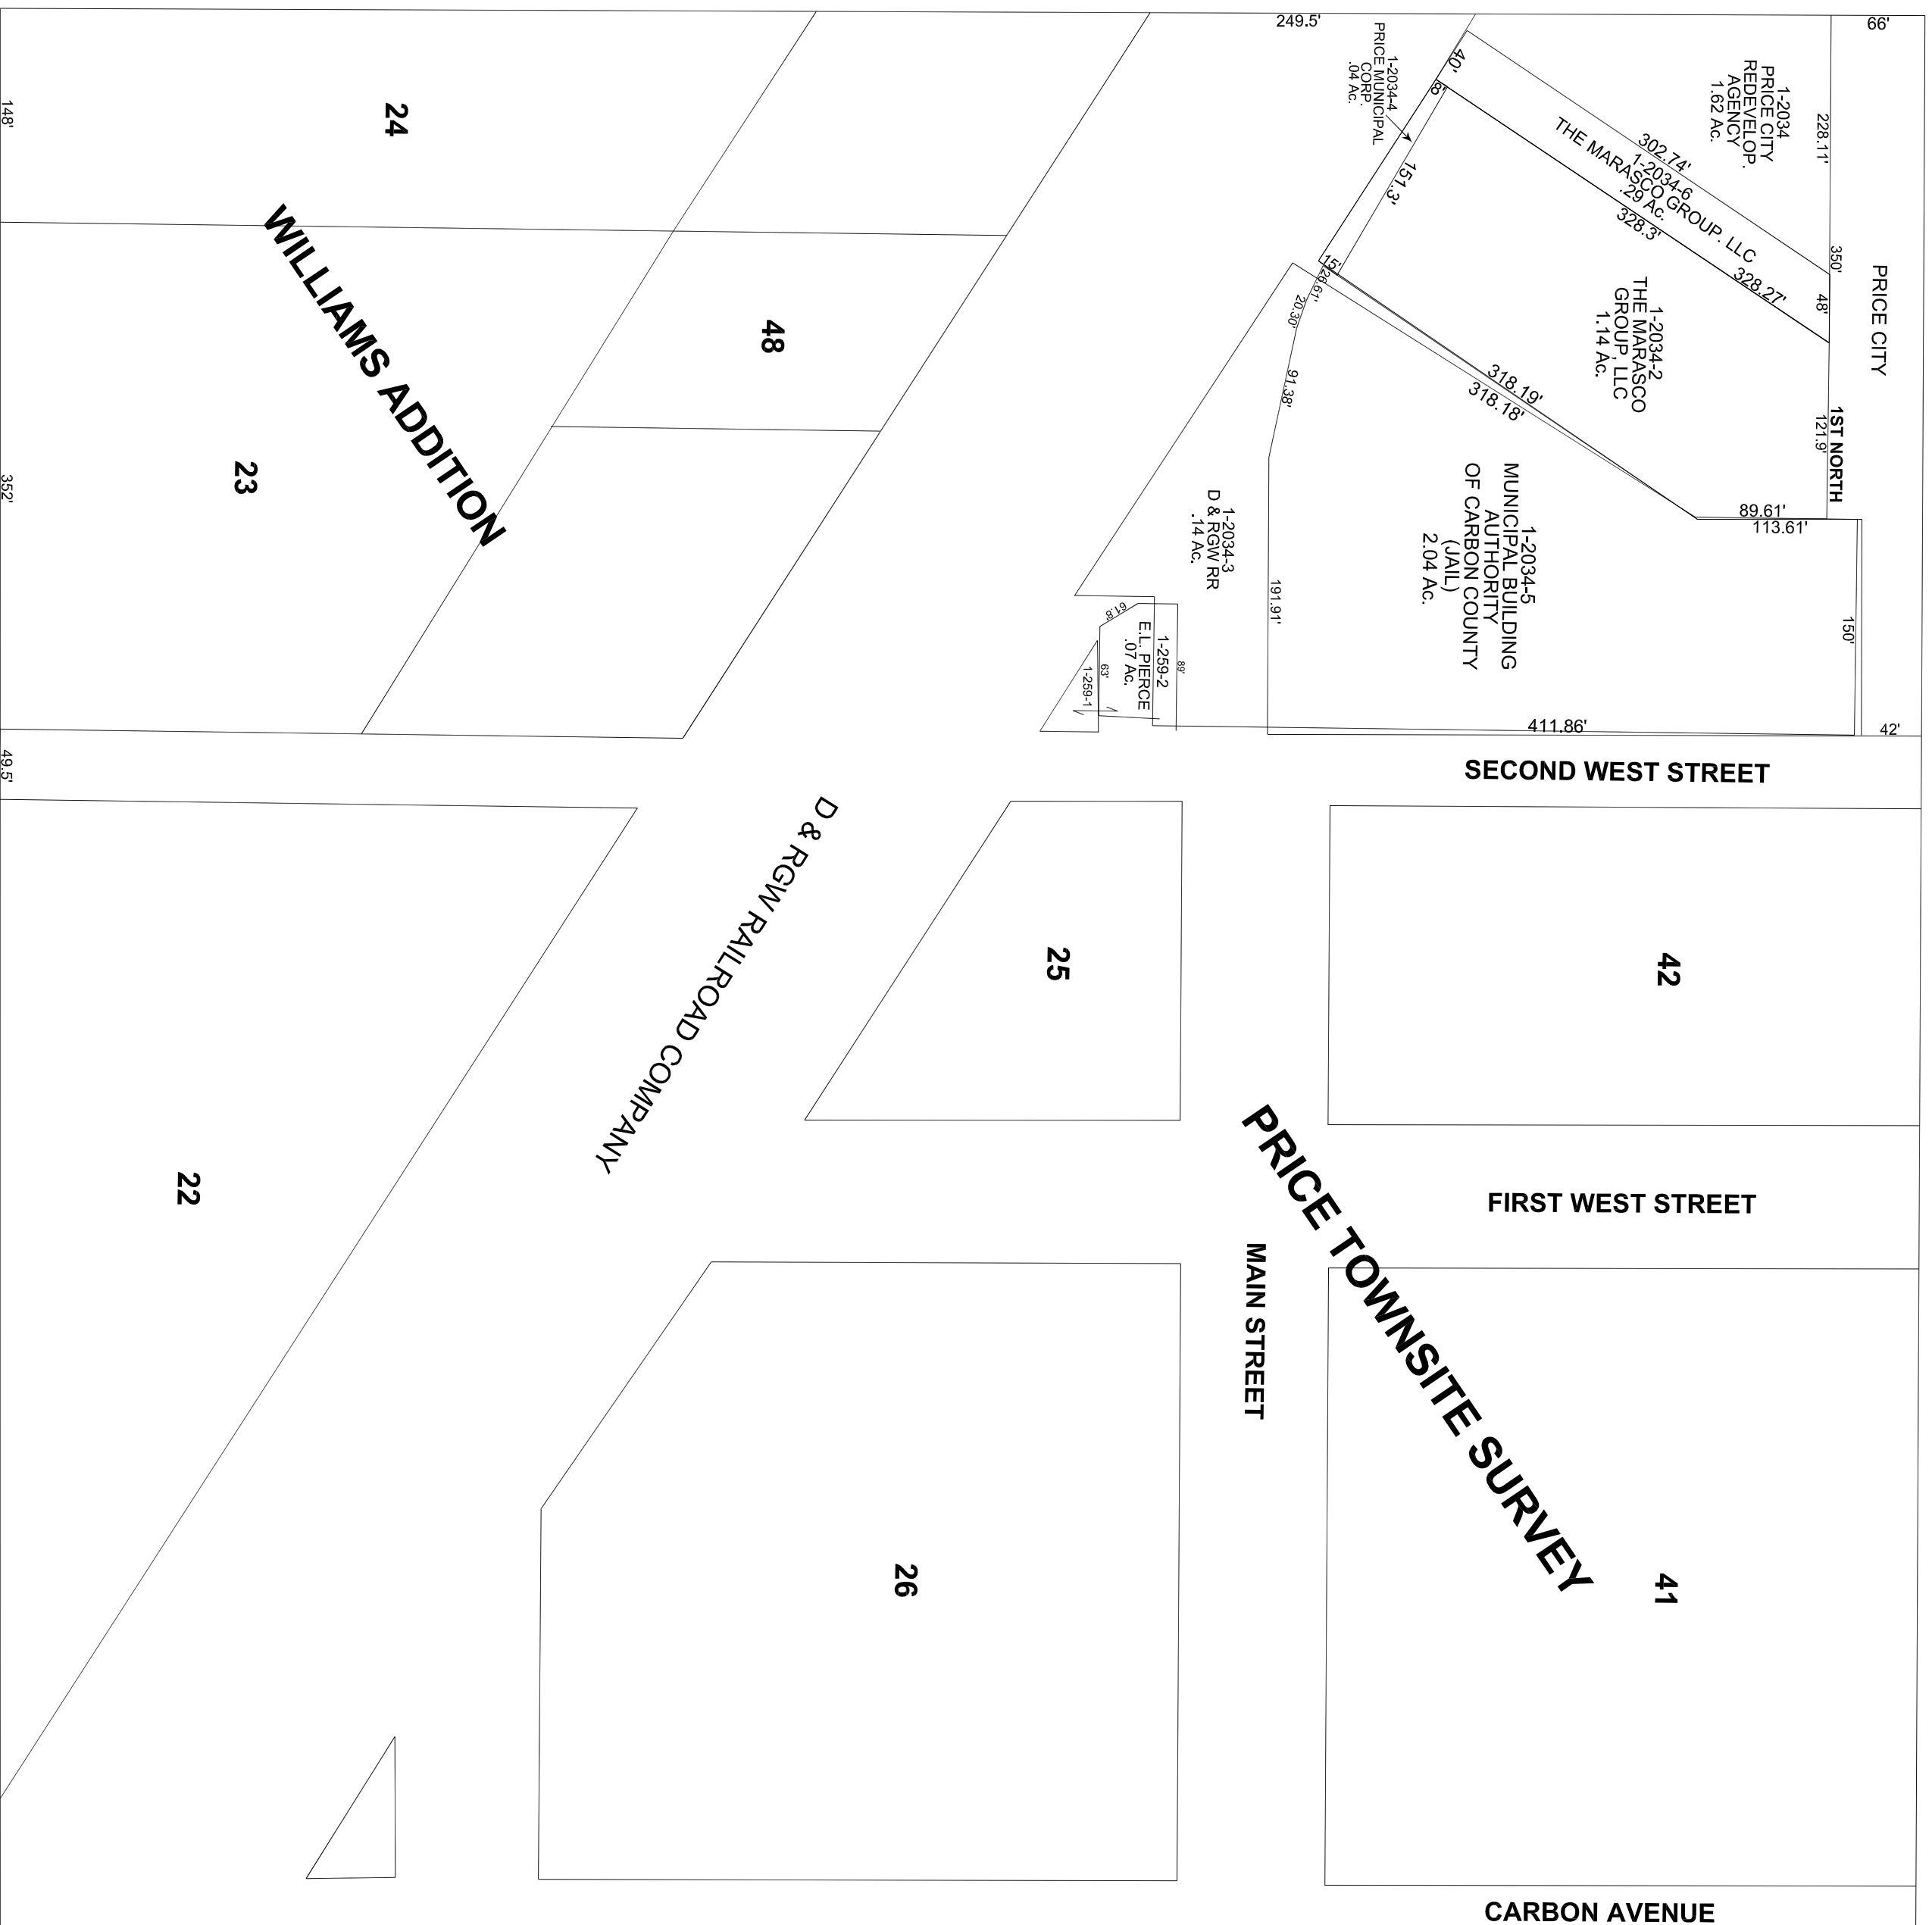 66'
PRICE CITY
1ST NORTH
228.11'
350'
48'
121.9'
89.61'
113.61'
150'
42'
1-2034
PRICE CITY
REDEVELOP.
AGENCY
1.62 Ac.
302.74'
1-2034-6
THE MARASCO GROUP. LLC
.29 Ac.
328.3'
328.27'
1-2034-2
THE MARASCO
GROUP, LLC
1.14 Ac.
249.5'
40'
8'
1-2034-4
PRICE MUNICIPAL
CORP.
.04 Ac.
151.3'
15'
26.61'
20.30'
91.38'
318.19'
318.18'
1-2034-5
MUNICIPAL BUILDING
AUTHORITY
OF CARBON COUNTY
(JAIL)
2.04 Ac.
191.91'
411.86'
1-2034-3
D & RGW RR
.14 Ac.
89'
1-259-2
E.L. PIERCE
.07 Ac.
63'
1-259-1
SECOND WEST STREET
42
FIRST WEST STREET
41
CARBON AVENUE
PRICE TOWNSITE SURVEY
MAIN STREET
25
26
D & RGW RAILROAD COMPANY
24
48
23
WILLIAMS ADDITION
22
148'
352'
49.5'